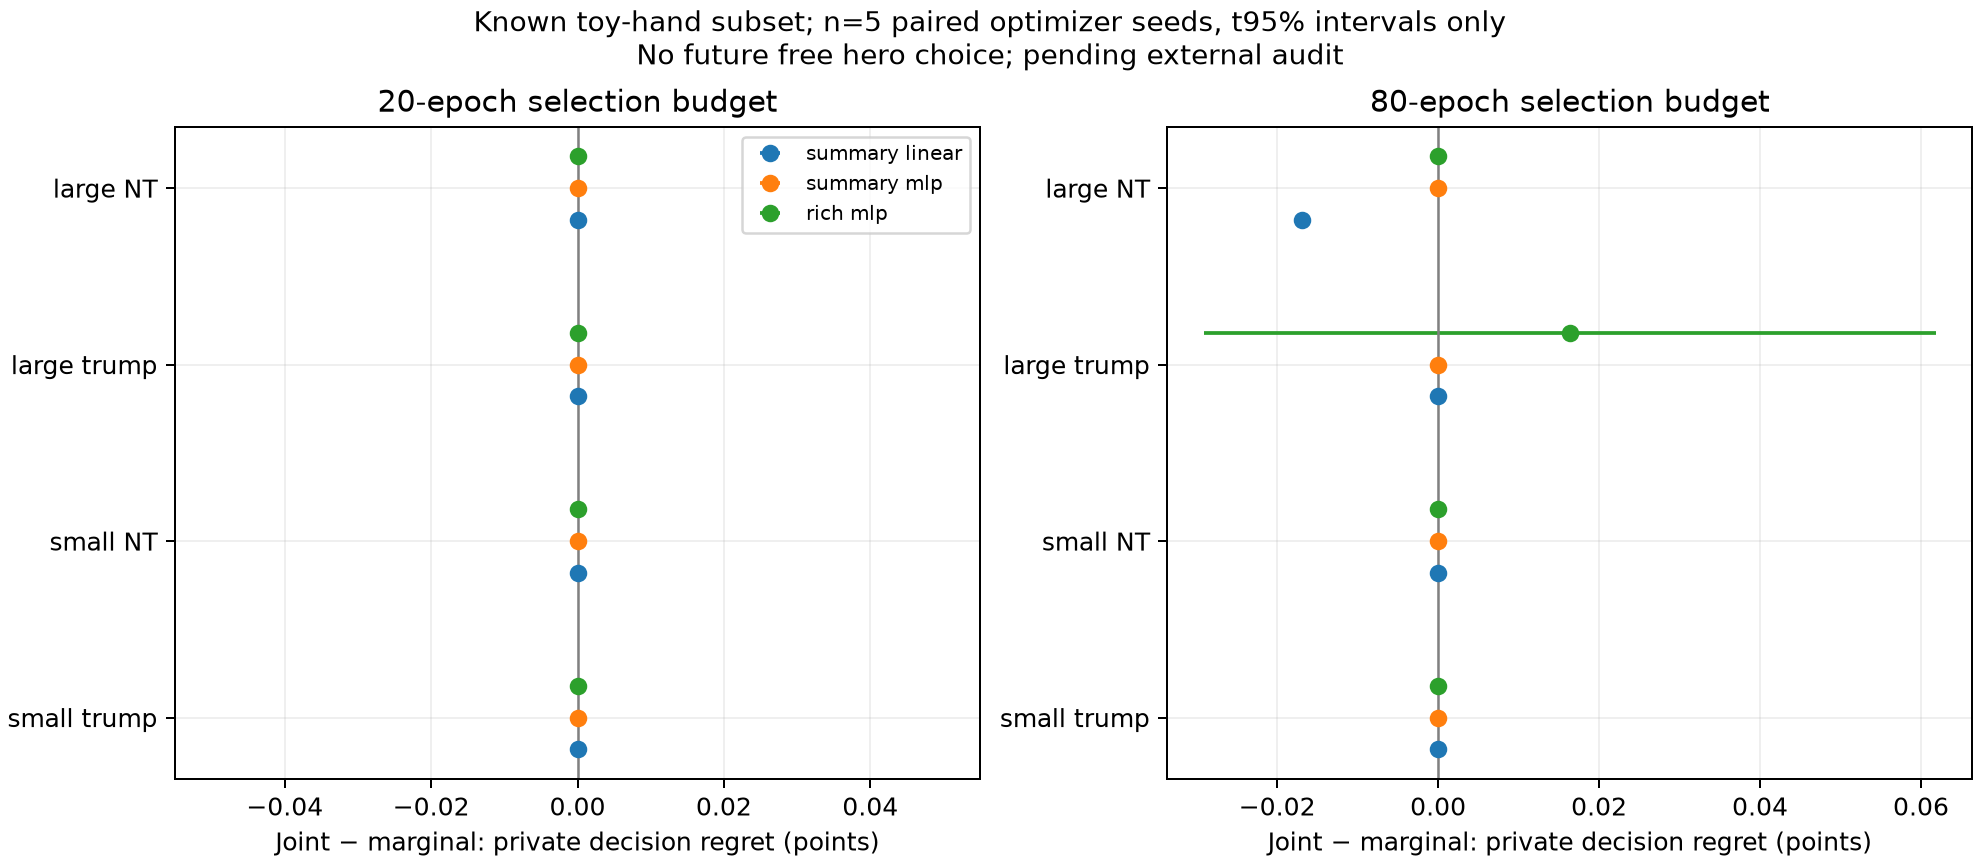 Known toy-hand subset; n=5 paired optimizer seeds, t95% intervals only
No future free hero choice; pending external audit
20-epoch selection budget
summary linear
summary mlp
rich mlp
large NT
large trump
small NT
small trump
−0.04 −0.02 0.00 0.02 0.04
Joint − marginal: private decision regret (points)
80-epoch selection budget
large NT
large trump
small NT
small trump
−0.02 0.00 0.02 0.04 0.06
Joint − marginal: private decision regret (points)